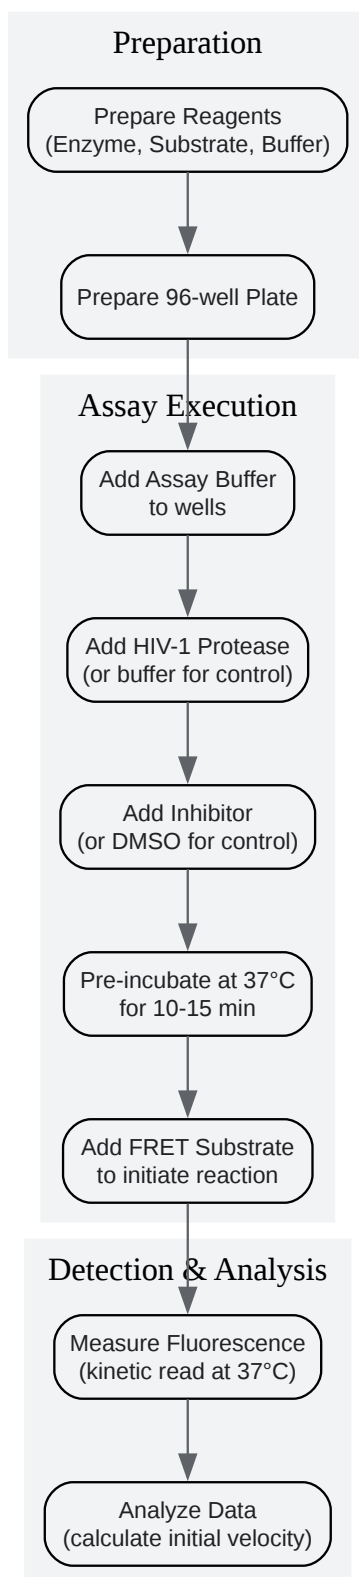 Preparation
Prepare Reagents
(Enzyme, Substrate, Buffer)
Prepare 96-well Plate
Assay Execution
Add Assay Buffer
to wells
Add HIV-1 Protease
(or buffer for control)
Add Inhibitor
(or DMSO for control)
Pre-incubate at 37°C
for 10-15 min
Add FRET Substrate
to initiate reaction
Detection & Analysis
Measure Fluorescence
(kinetic read at 37°C)
Analyze Data
(calculate initial velocity)